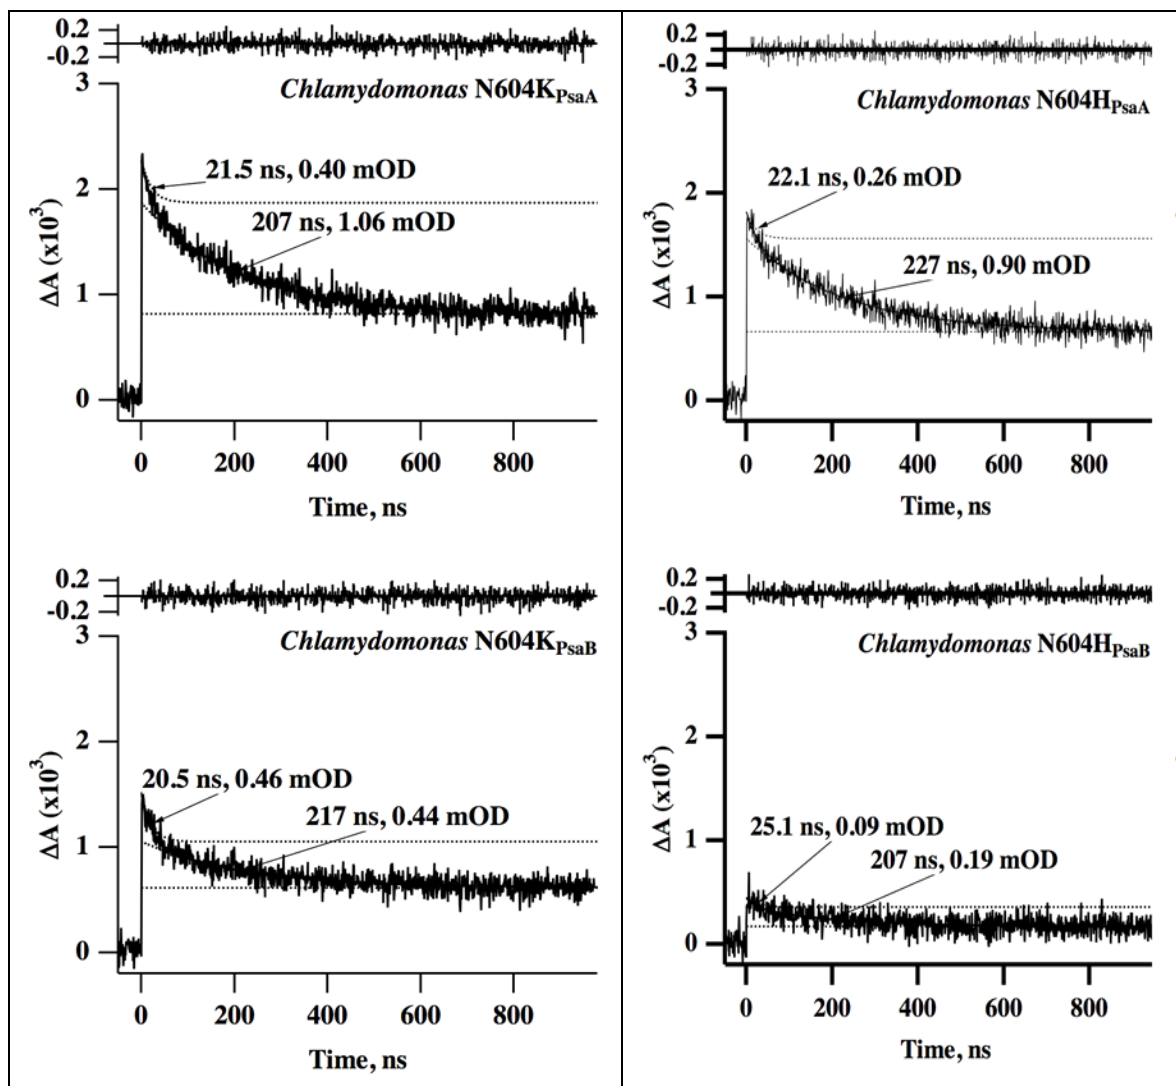 0.2
-0.2
Chlamydomonas N604K_PsaA
3
2
1
0
ΔA (x10³)
21.5 ns, 0.40 mOD
207 ns, 1.06 mOD
0 200 400 600 800
Time, ns
0.2
-0.2
Chlamydomonas N604H_PsaA
3
2
1
0
ΔA (x10³)
22.1 ns, 0.26 mOD
227 ns, 0.90 mOD
0 200 400 600 800
Time, ns
0.2
-0.2
Chlamydomonas N604K_PsaB
3
2
1
0
ΔA (x10³)
20.5 ns, 0.46 mOD
217 ns, 0.44 mOD
0 200 400 600 800
Time, ns
0.2
-0.2
Chlamydomonas N604H_PsaB
3
2
1
0
ΔA (x10³)
25.1 ns, 0.09 mOD
207 ns, 0.19 mOD
0 200 400 600 800
Time, ns